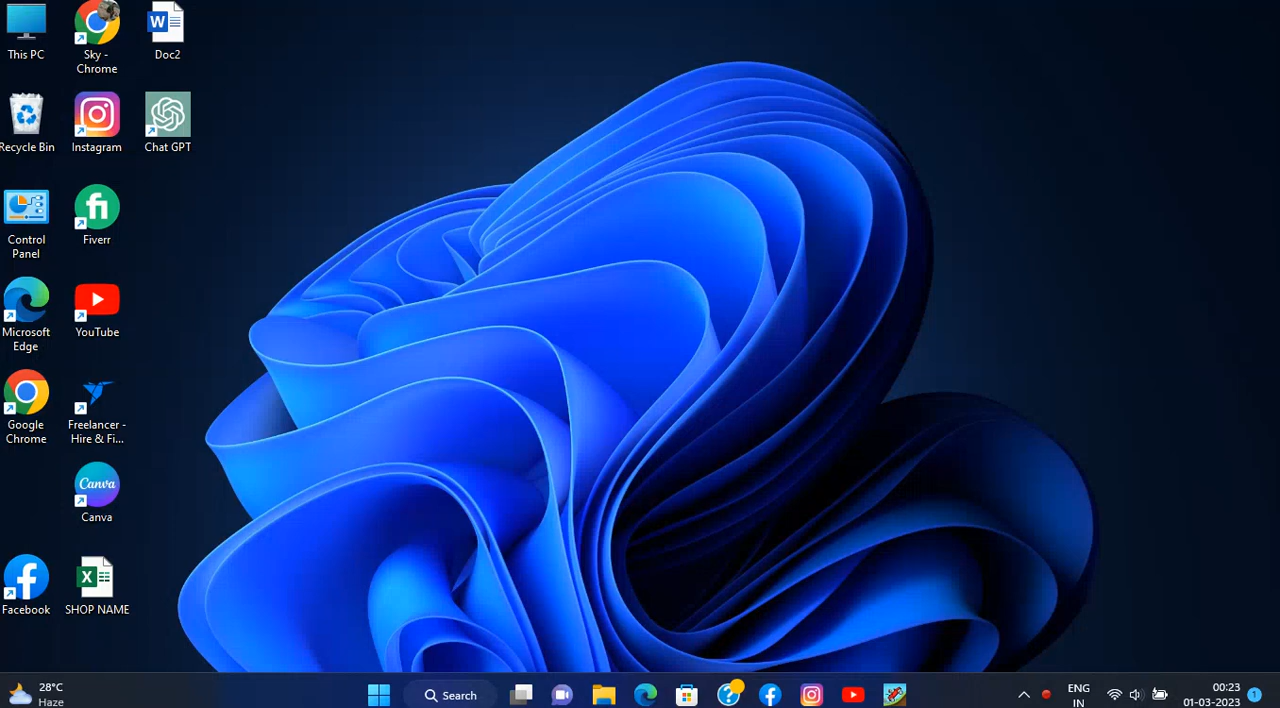 This PC
Sky -
Chrome
Doc2
Recycle Bin
Instagram
Chat GPT
Control
Panel
Fiverr
Microsoft
Edge
YouTube
Google
Chrome
Freelancer -
Hire & Fi...
Canva
Canva
Facebook
SHOP NAME
28°C
Haze
Search
ENG
IN
00:23
01-03-2023
1